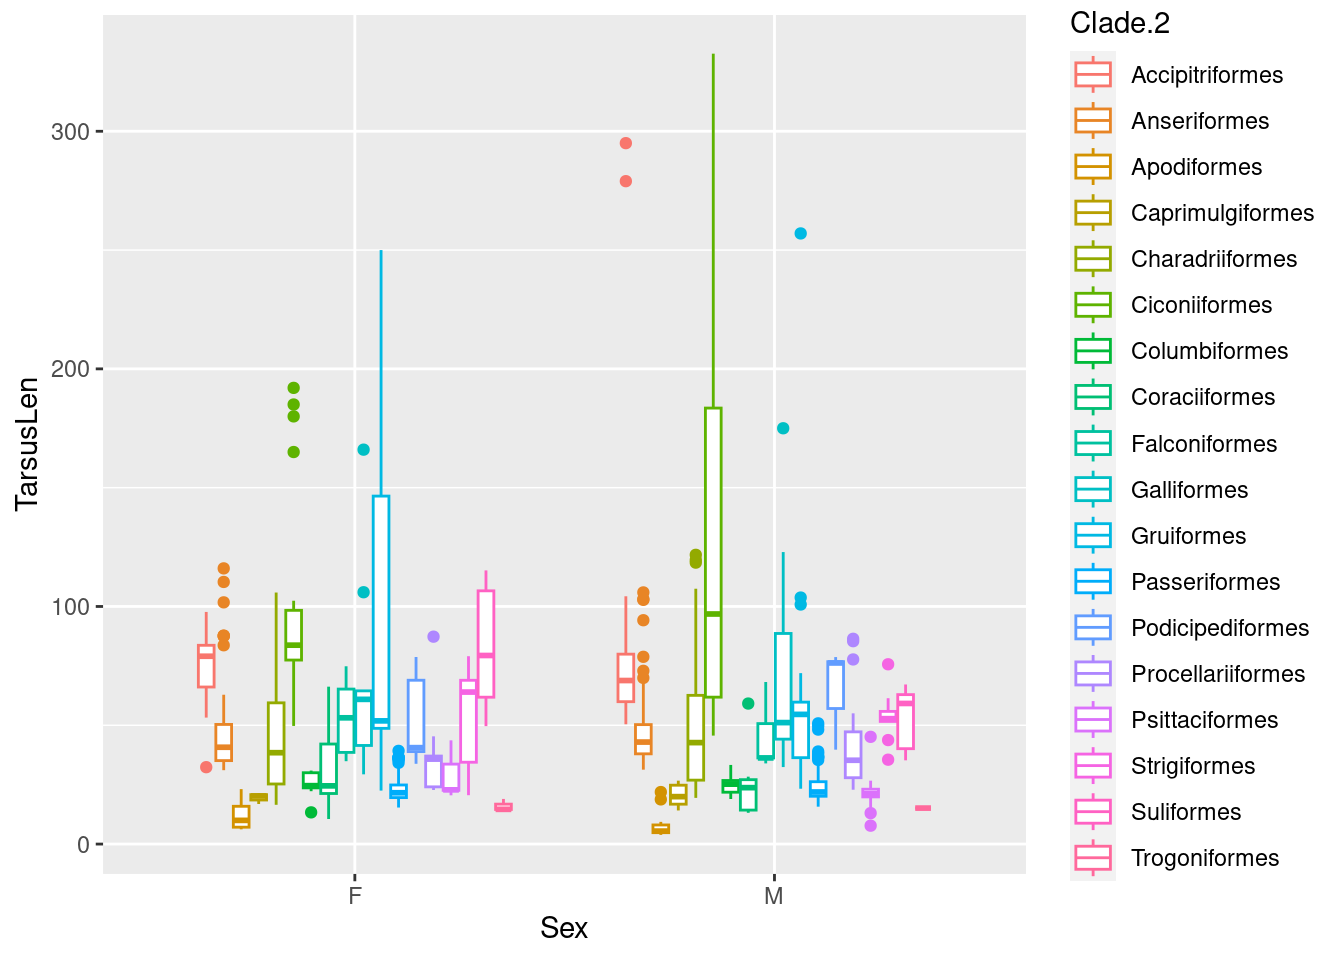 Clade.2
Accipitriformes
Anseriformes
Apodiformes
Caprimulgiformes
Charadriiformes
Ciconiiformes
Columbiformes
Coraciiformes
Falconiformes
Galliformes
Gruiformes
Passeriformes
Podicipediformes
Procellariiformes
Psittaciformes
Strigiformes
Suliformes
Trogoniformes
TarsusLen
300
200
100
0
F M
Sex